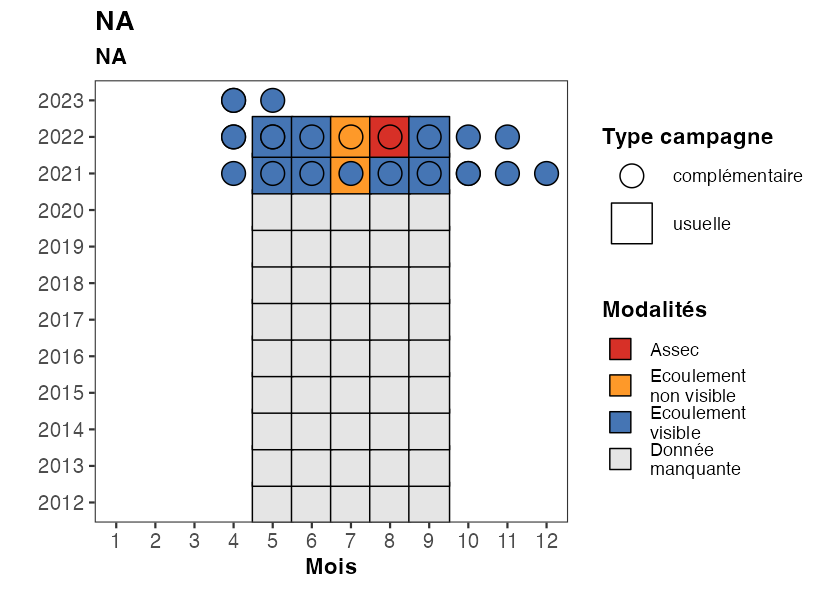 NA
NA
2023
2022
2021
2020
2019
2018
2017
2016
2015
2014
2013
2012
1 2 3 4 5 6 7 8 9 10 11 12
Mois
Type campagne
complémentaire
usuelle
Modalités
Assec
Ecoulement
non visible
Ecoulement
visible
Donnée
manquante